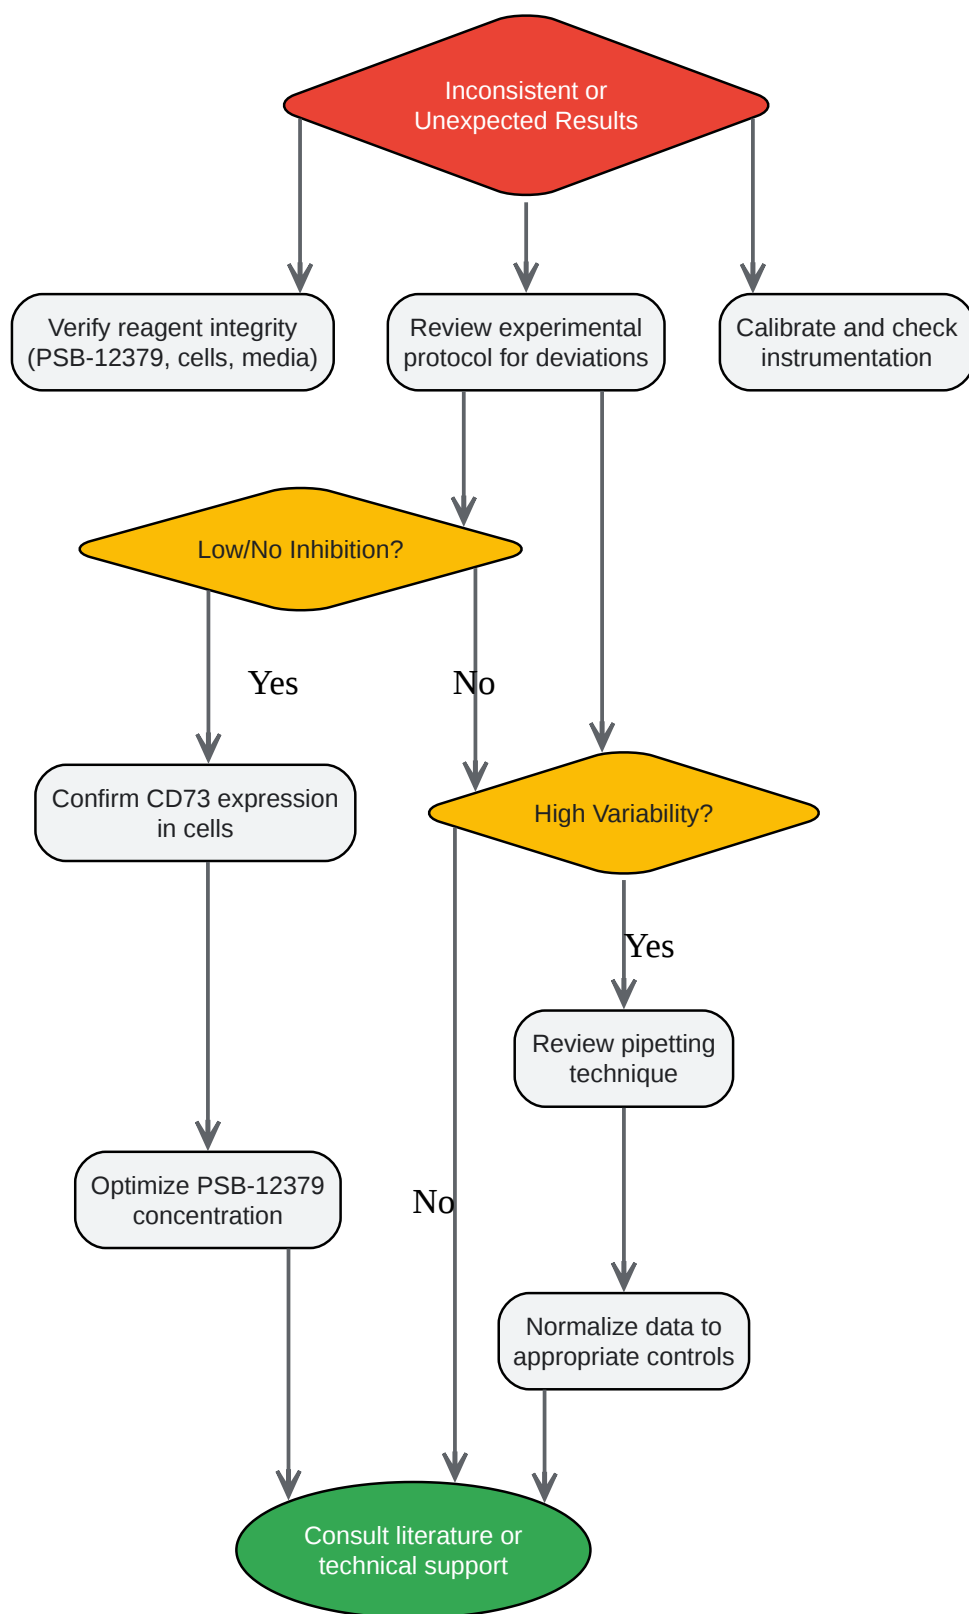 Inconsistent or
Unexpected Results
Verify reagent integrity
(PSB-12379, cells, media)
Review experimental
protocol for deviations
Calibrate and check
instrumentation
Low/No Inhibition?
Yes
No
Confirm CD73 expression
in cells
High Variability?
Yes
Review pipetting
technique
Optimize PSB-12379
concentration
No
Normalize data to
appropriate controls
Consult literature or
technical support